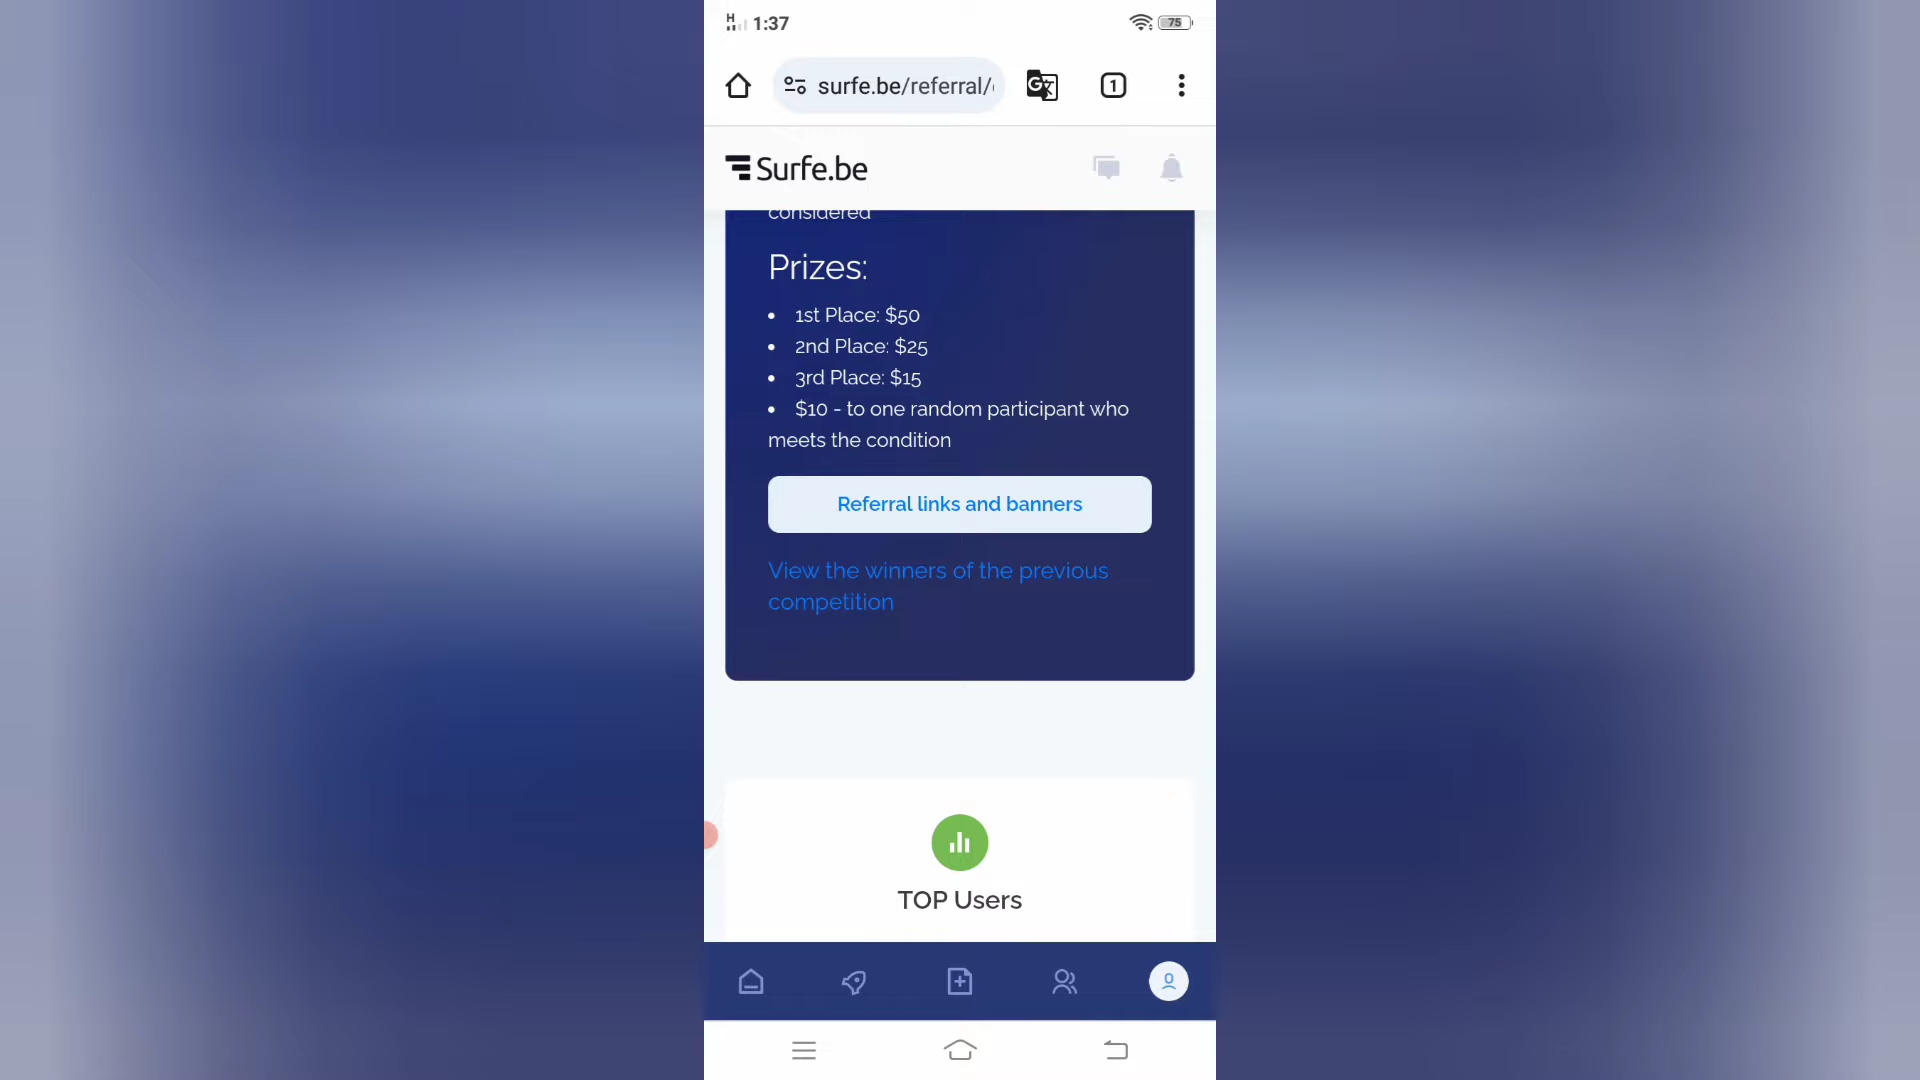 H 1:37 75
surfe.be/referral/ 1
Surfe.be
considered
Prizes:
• 1st Place: $50
• 2nd Place: $25
• 3rd Place: $15
• $10 - to one random participant who
meets the condition
Referral links and banners
View the winners of the previous
competition
TOP Users